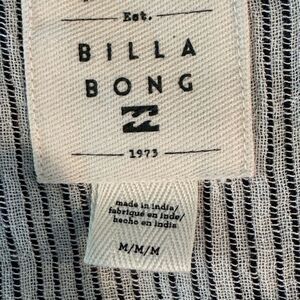 Est.
BILLA
BONG
1973
made in india/
fabriqué en inde/
hecho en india
M/M/M